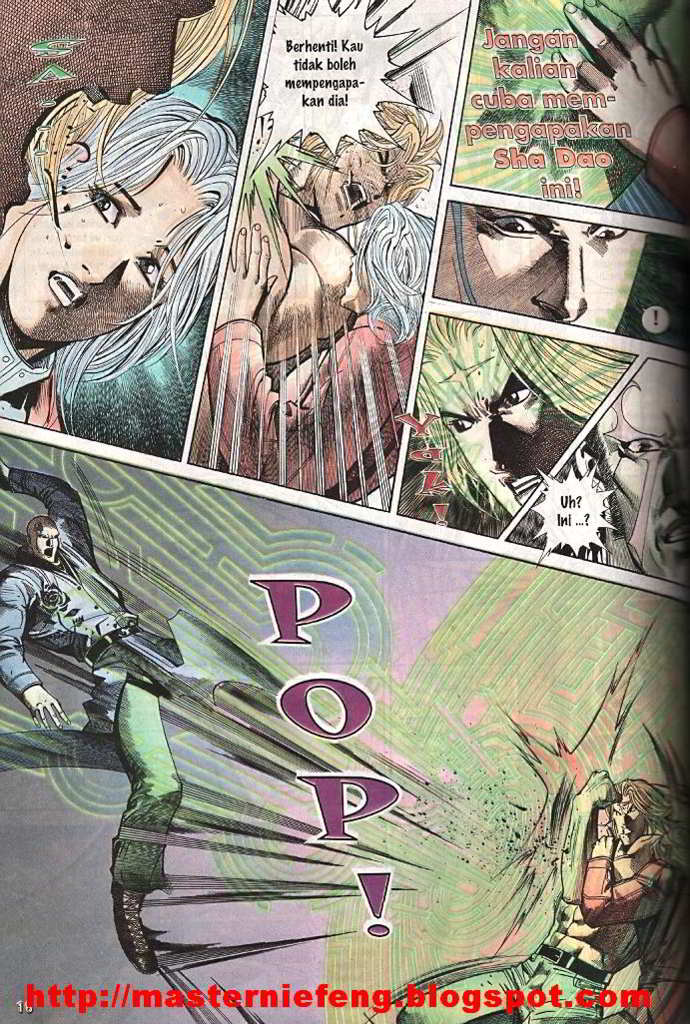 Berhenti! Kau
tidak boleh
mempengapa-
kan dia!
Jangan
kalian
cuba mem-
pengapakan
Sha Dao
ini!
!
Yak!
Uh?
Ini ...?
POP!
16
http://masterniefeng.blogspot.com